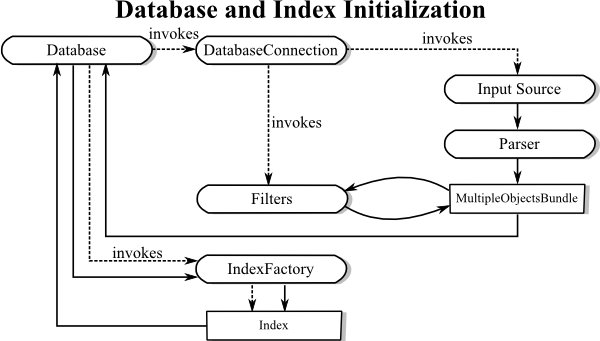 Database and Index Initialization
invokes
invokes
Database
DatabaseConnection
Input Source
invokes
Parser
Filters
MultipleObjectsBundle
invokes
IndexFactory
Index